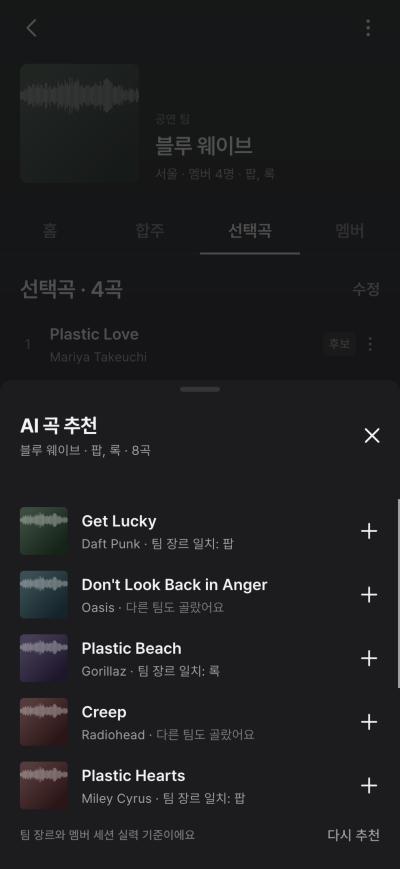 공연 팀
블루 웨이브
서울 · 멤버 4명 · 팝, 록
홈 합주 선택곡 멤버
선택곡 · 4곡 수정
1 Plastic Love 후보
Mariya Takeuchi
AI 곡 추천
블루 웨이브 · 팝, 록 · 8곡
Get Lucky
Daft Punk · 팀 장르 일치: 팝
Don't Look Back in Anger
Oasis · 다른 팀도 골랐어요
Plastic Beach
Gorillaz · 팀 장르 일치: 록
Creep
Radiohead · 다른 팀도 골랐어요
Plastic Hearts
Miley Cyrus · 팀 장르 일치: 팝
팀 장르와 멤버 세션 실력 기준이에요 다시 추천